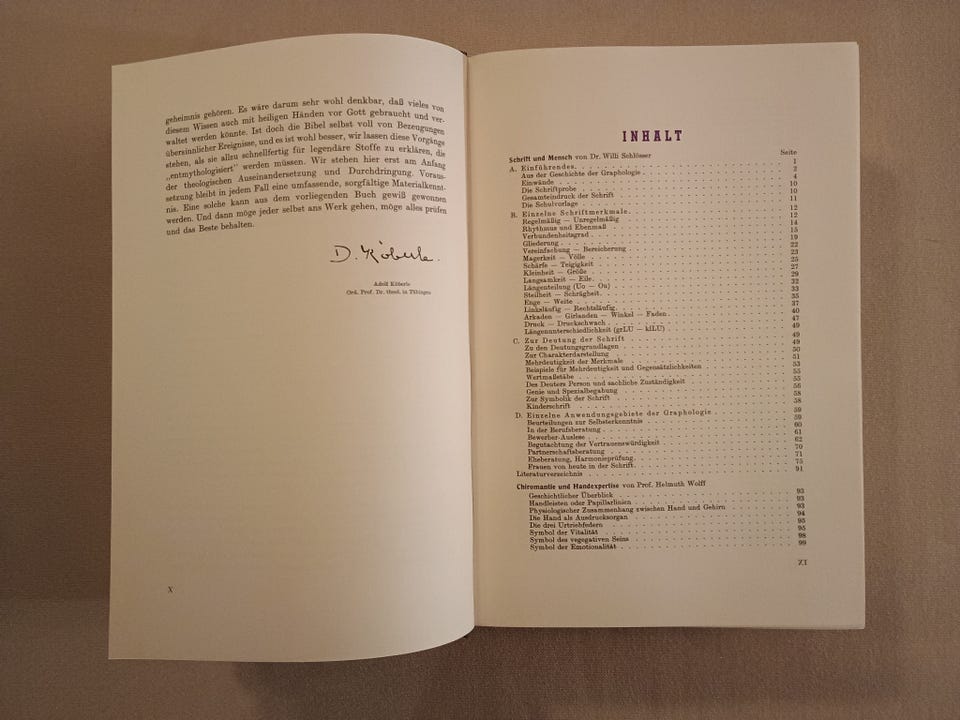 geheimnis gehören. Es wäre darum sehr wohl denkbar, daß vieles von
diesem Wissen auch mit heiligen Händen vor Gott gebraucht und ver-
waltet werden könnte. Ist doch die Bibel selbst voll von Bezeugungen
übersinnlicher Ereignisse, und es ist wohl besser, wir lassen diese Vorgänge
stehen, als sie allzu schnellfertig für legendäre Stoffe zu erklären, die
„entmythologisiert" werden müssen. Wir stehen hier erst am Anfang
der theologischen Auseinandersetzung und Durchdringung. Voraus-
setzung bleibt in jedem Fall eine umfassende, sorgfältige Materialkennt-
nis. Eine solche kann aus dem vorliegenden Buch gewiß gewonnen
werden. Und dann möge jeder selbst ans Werk gehen, möge alles prüfen
und das Beste behalten.
D. Köberle.
Adolf Köberle
Ord. Prof. Dr. theol. in Tübingen
X
INHALT
Seite
Schrift und Mensch von Dr. Willi Schlösser
A. Einführendes 1
Aus der Geschichte der Graphologie 2
Einwände 4
Die Schriftprobe 10
Gesamteindruck der Schrift 10
Die Schulvorlage 11
B. Einzelne Schriftmerkmale 12
Regelmäßig — Unregelmäßig 12
Rhythmus und Ebenmaß 14
Verbundenheitsgrad 15
Gliederung 19
Vereinfachung — Bereicherung 22
Magerkeit — Völle 23
Schärfe — Teigigkeit 25
Kleinheit — Größe 27
Langsamkeit — Eile 29
Längenteilung (Uo — Ou) 32
Steilheit — Schrägheit 33
Enge — Weite 35
Linksläufig — Rechtsläufig 37
Arkaden — Girlanden — Winkel — Faden 40
Druck — Druckschwach 47
Längenunterschiedlichkeit (grLU — klLU) 49
C. Zur Deutung der Schrift 49
Zu den Deutungsgrundlagen 49
Zur Charakterdarstellung 50
Mehrdeutigkeit der Merkmale 51
Beispiele für Mehrdeutigkeit und Gegensätzlichkeiten 53
Wertmaßstäbe 55
Des Deuters Person und sachliche Zuständigkeit 55
Genie und Spezialbegabung 56
Zur Symbolik der Schrift 58
Kinderschrift 58
D. Einzelne Anwendungsgebiete der Graphologie 59
Beurteilungen zur Selbsterkenntnis 59
In der Berufsberatung 60
Bewerber-Auslese 61
Begutachtung der Vertrauenswürdigkeit 62
Partnerschaftsberatung 70
Eheberatung, Harmonieprüfung 71
Frauen von heute in der Schrift 75
Literaturverzeichnis 91
Chiromantie und Handexpertise von Prof. Helmuth Wolff
Geschichtlicher Überblick 93
Handleisten oder Papillarlinien 93
Physiologischer Zusammenhang zwischen Hand und Gehirn 93
Die Hand als Ausdrucksorgan 94
Die drei Urtriebfedern 95
Symbol der Vitalität 95
Symbol des vegegativen Seins 98
Symbol der Emotionalität 99
XI